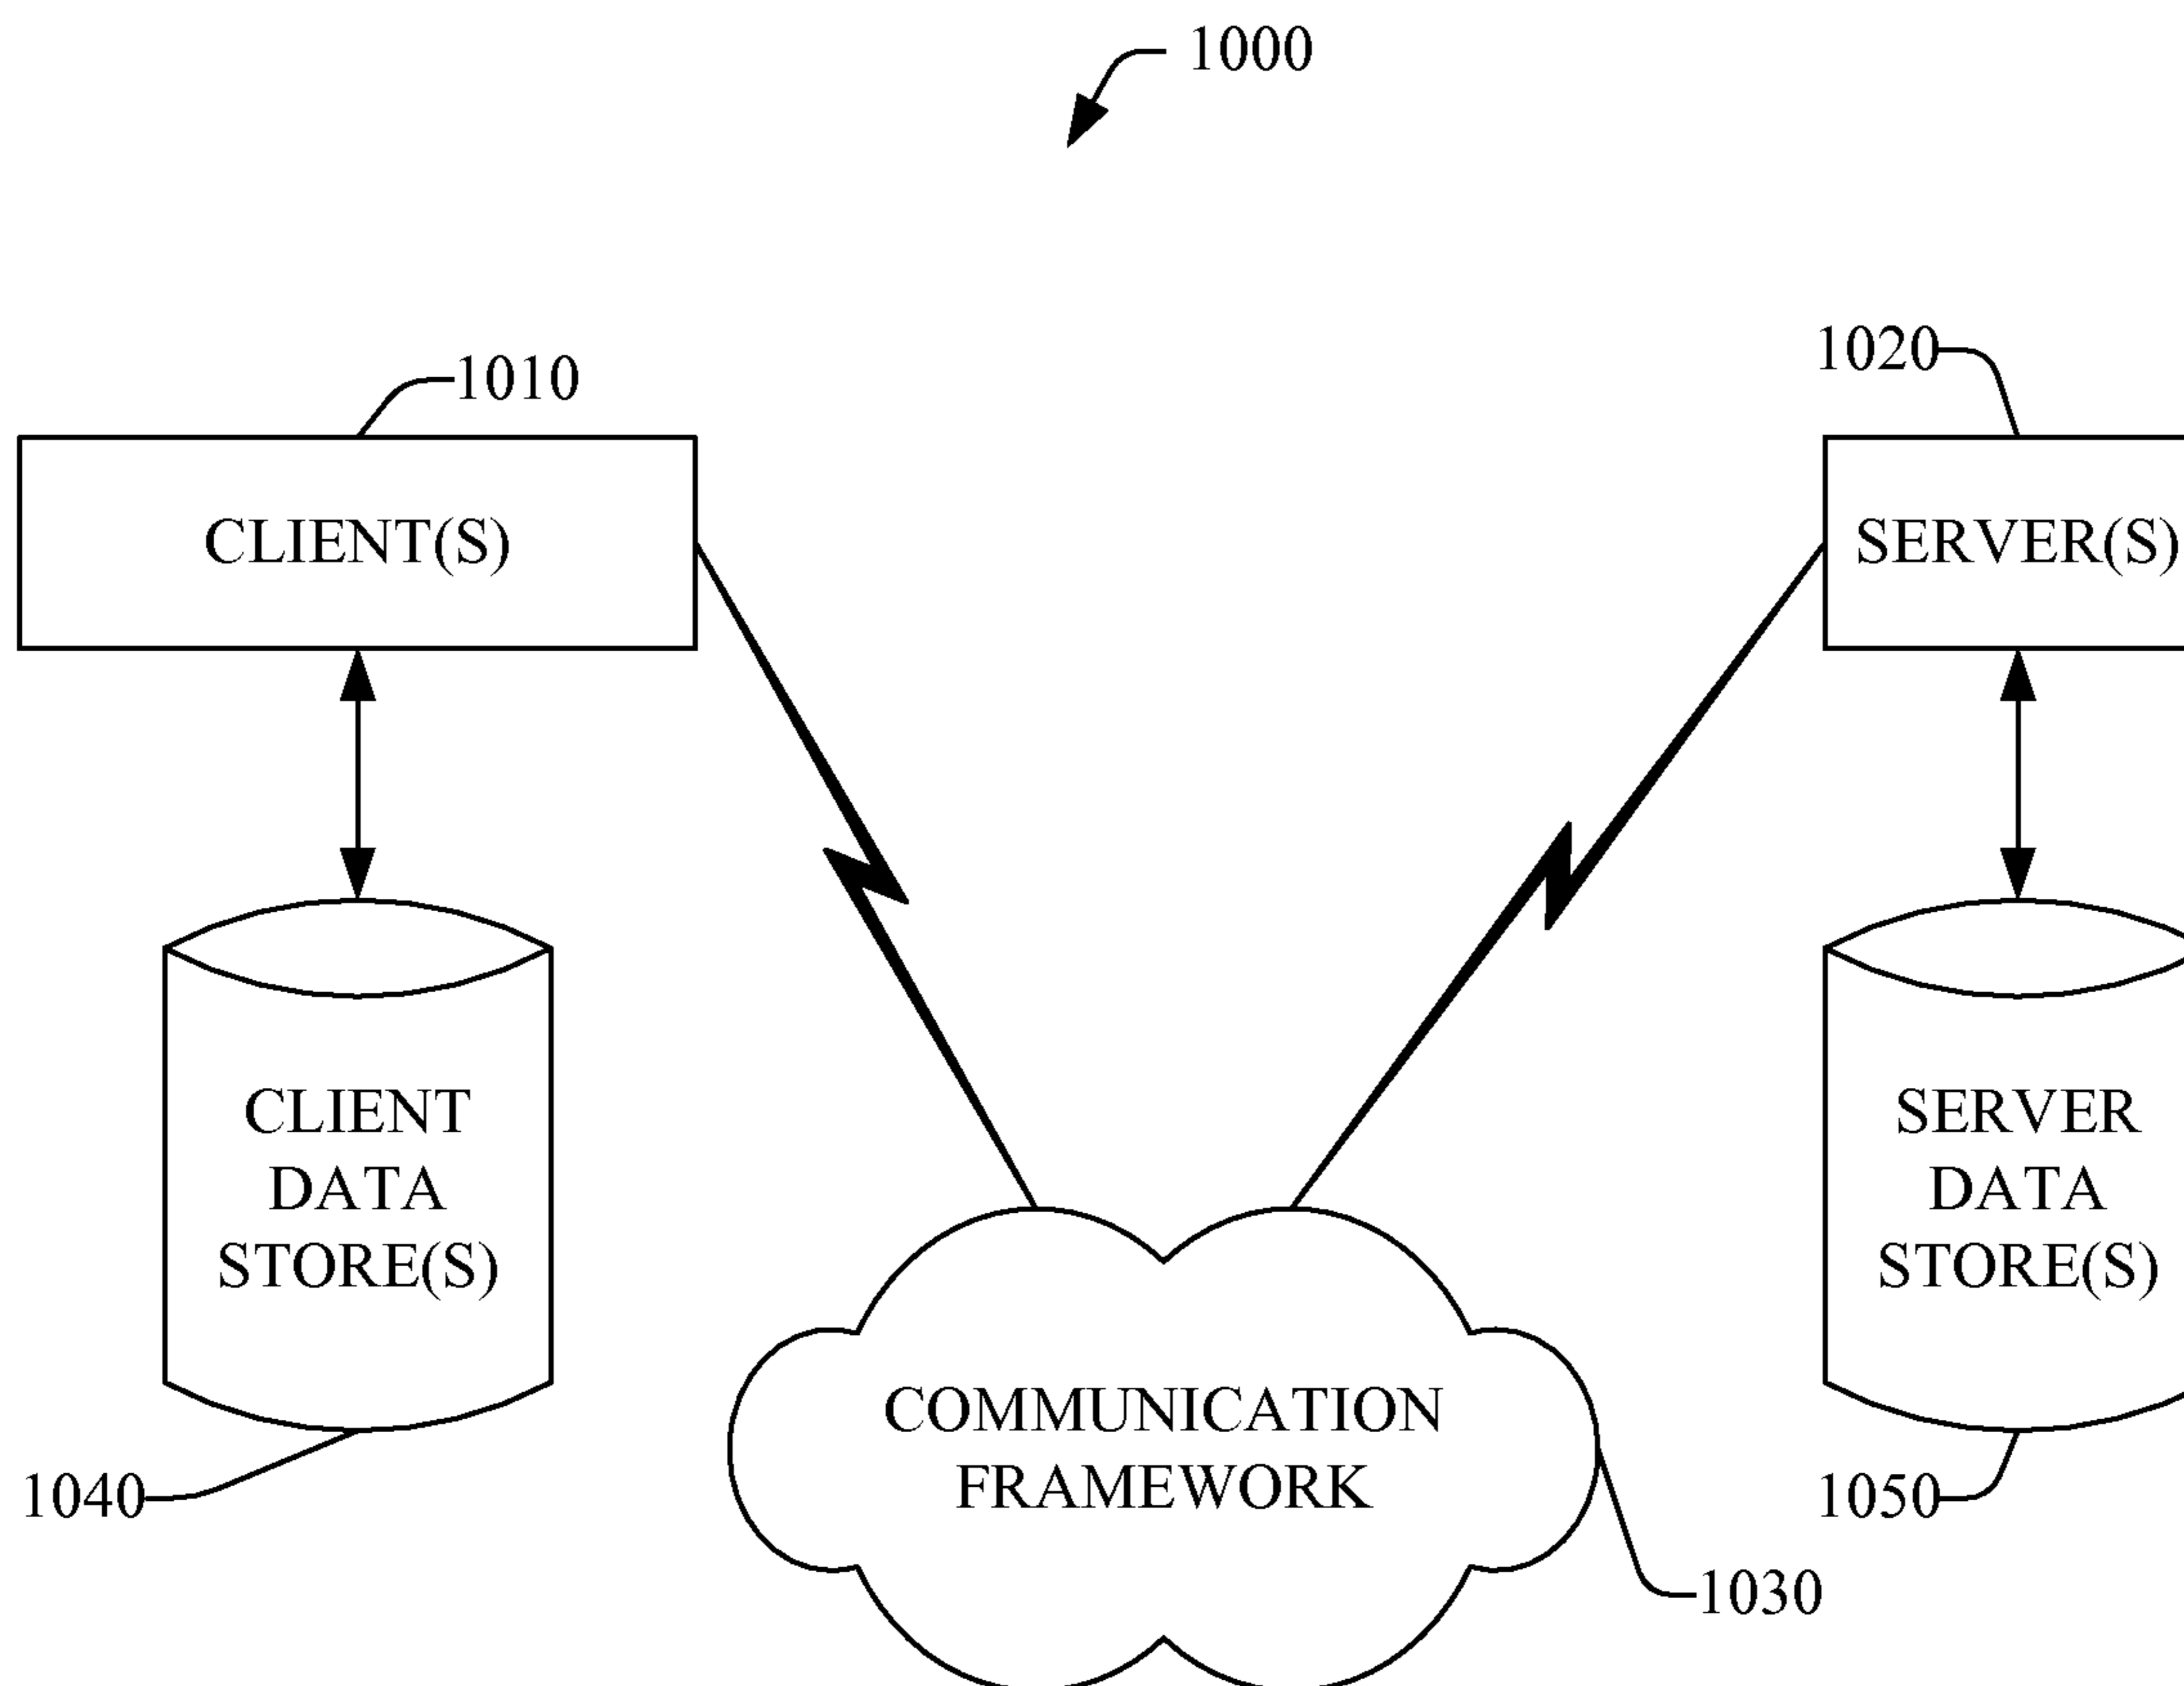 1000
1010
1020
CLIENT(S)
SERVER(S)
CLIENT
DATA
STORE(S)
SERVER
DATA
STORE(S)
COMMUNICATION
FRAMEWORK
1040
1050
1030